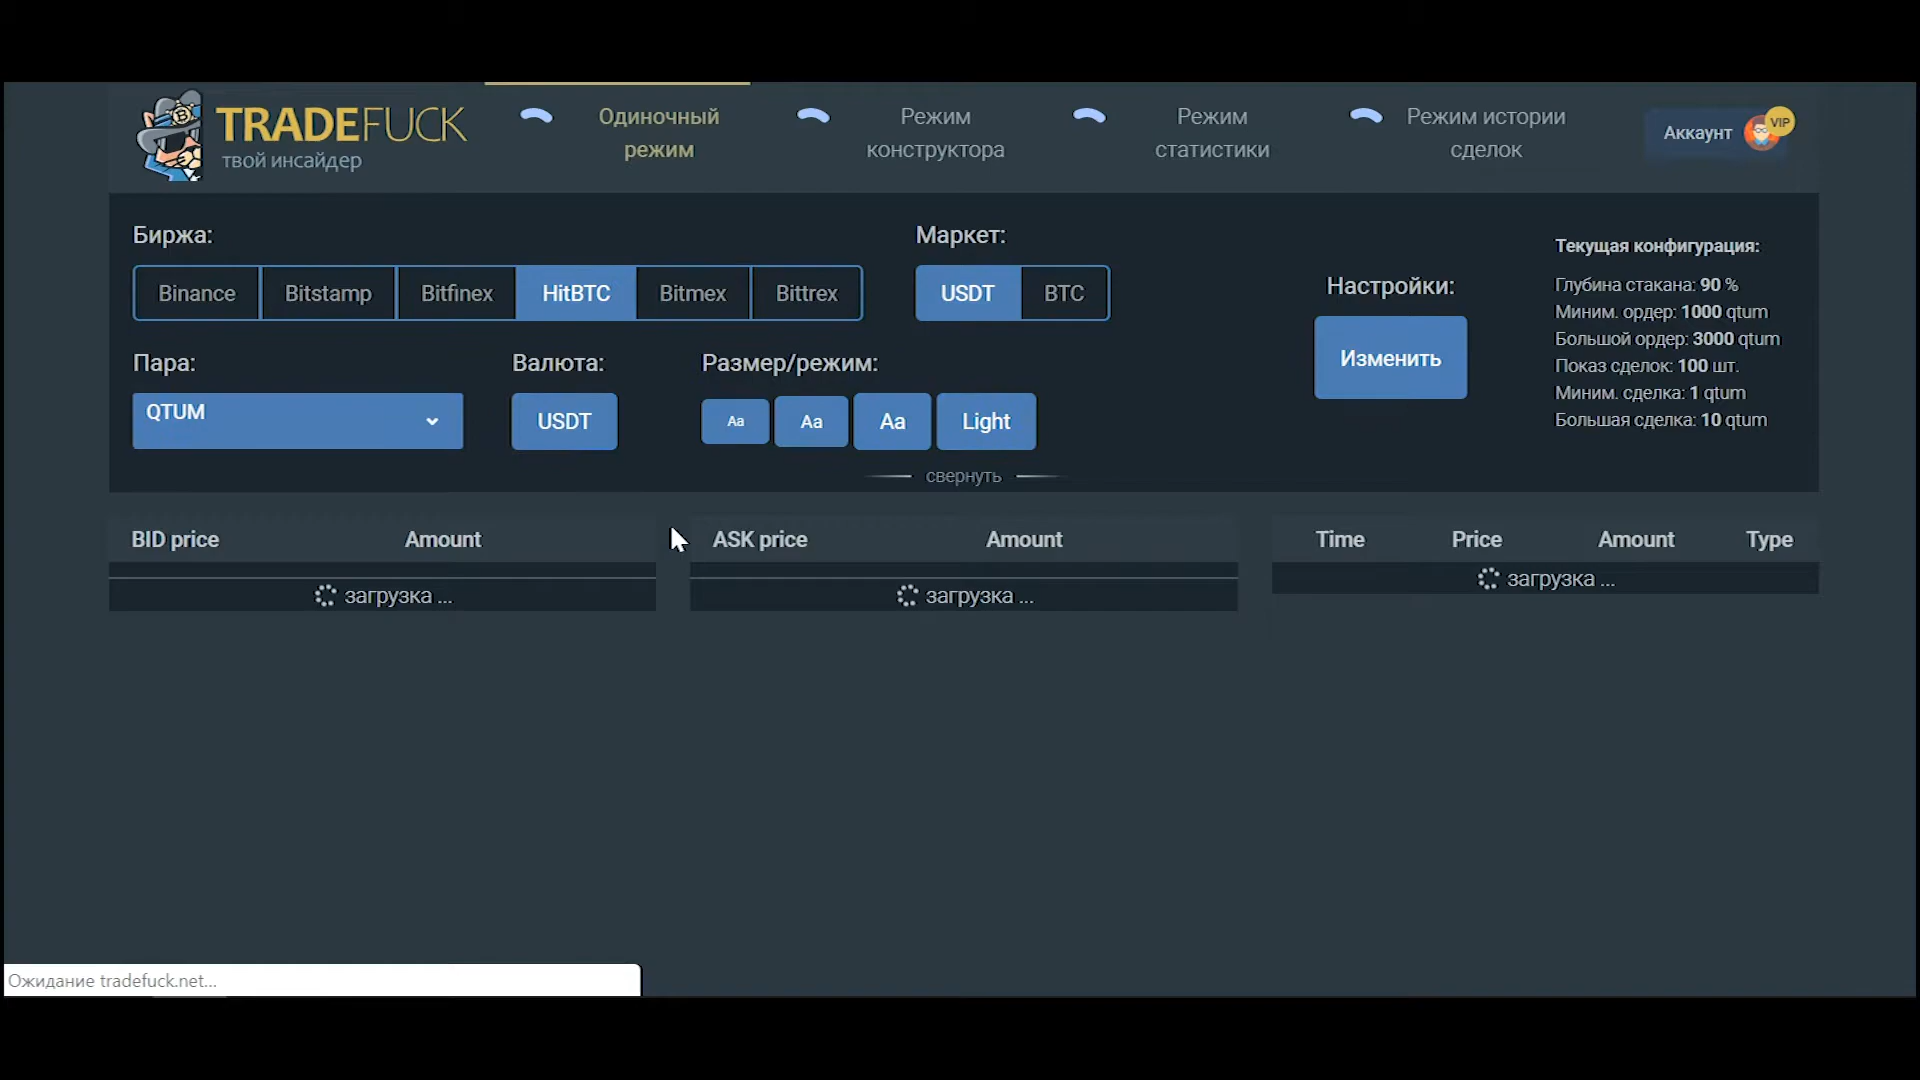 TRADEFUCK
твой инсайдер
Одиночный
режим
Режим
конструктора
Режим
статистики
Режим истории
сделок
Аккаунт
VIP
Биржа:
Binance Bitstamp Bitfinex HitBTC Bitmex Bittrex
Маркет:
USDT BTC
Пара:
QTUM
Валюта:
USDT
Размер/режим:
Aa Aa Aa Light
Настройки:
Изменить
Текущая конфигурация:
Глубина стакана: 90 %
Миним. ордер: 1000 qtum
Большой ордер: 3000 qtum
Показ сделок: 100 шт.
Миним. сделка: 1 qtum
Большая сделка: 10 qtum
свернуть
BID price Amount
загрузка ...
ASK price Amount
загрузка ...
Time Price Amount Type
загрузка ...
Ожидание tradefuck.net...